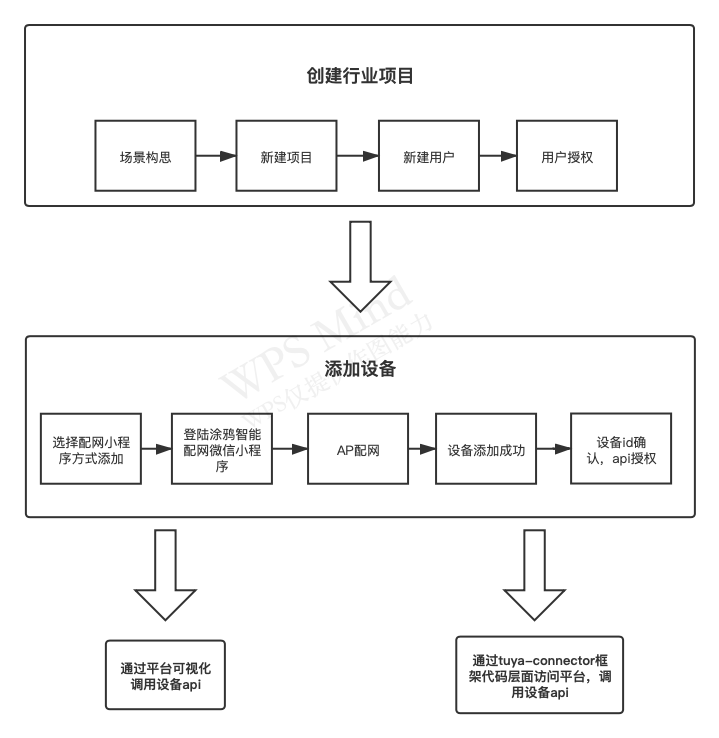 创建行业项目
场景构思
新建项目
新建用户
用户授权
WPS Mind
WPS仅提供作图能力
添加设备
选择配网小程
序方式添加
登陆涂鸦智能
配网微信小程
序
AP配网
设备添加成功
设备id确
认，api授权
通过平台可视化
调用设备api
通过tuya-connector框
架代码层面访问平台，调
用设备api